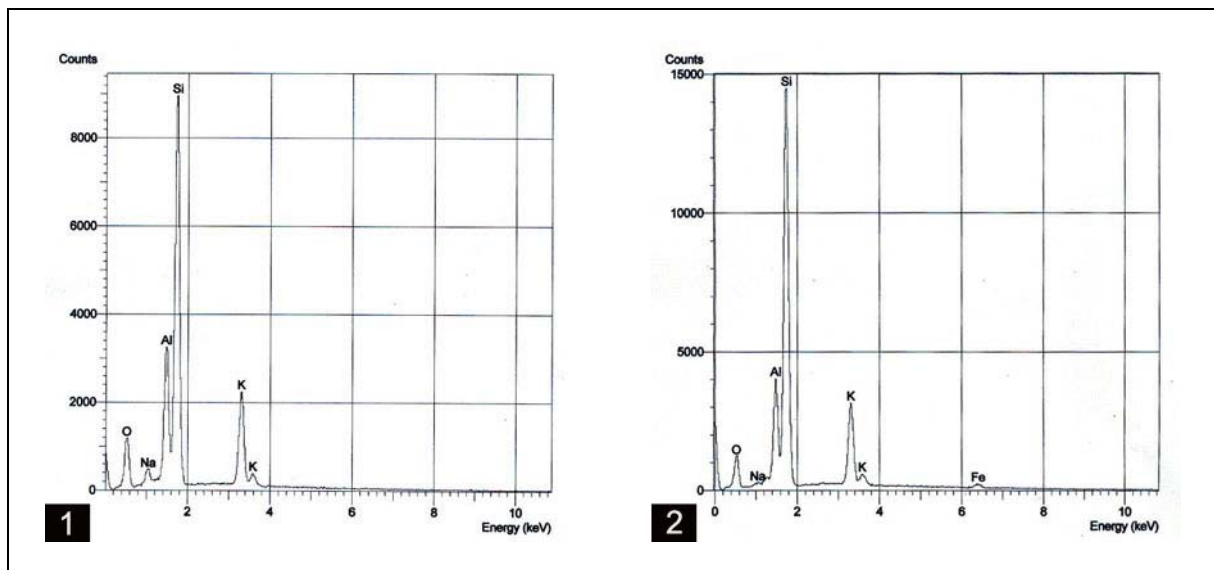 Counts
Si
8000
6000
4000
Al
K
2000
O
Na
K
0
2
4
6
8
10
Energy (keV)
1
Counts
15000
Si
10000
5000
Al
K
O
Na
K
Fe
0
0
2
4
6
8
10
Energy (keV)
2